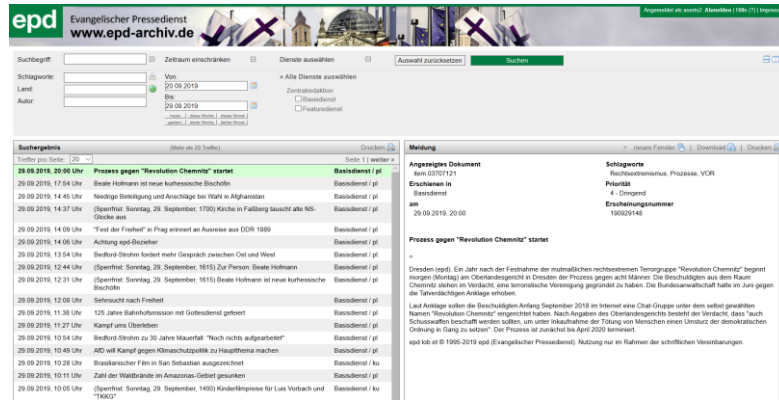 epd Evangelischer Pressedienst
www.epd-archiv.de
Angemeldet als aserts2 Abmelden | Hilfe (?) | Impress
Suchbegriff: Zeitraum einschränken Dienste auswählen Auswahl zurücksetzen Suchen
Schlagworte: Von: » Alle Dienste auswählen
Land: 20.09.2019 Zentralredaktion
Autor: Bis: Basisdienst
29.09.2019 Featuredienst
heute diese Woche dieser Monat
gestern letzte Woche letzter Monat
Suchergebnis (Mehr als 20 Treffer) Drucken
Treffer pro Seite: 20 Seite 1 | weiter »
29.09.2019, 20:00 Uhr Prozess gegen "Revolution Chemnitz" startet Basisdienst / pl
29.09.2019, 17:54 Uhr Beate Hofmann ist neue kurhessische Bischöfin Basisdienst / pl
29.09.2019, 14:45 Uhr Niedrige Beteiligung und Anschläge bei Wahl in Afghanistan Basisdienst / pl
29.09.2019, 14:37 Uhr (Sperrfrist: Sonntag, 29. September, 1700) Kirche in Faßberg tauscht alte NS- Basisdienst / pl
Glocke aus
29.09.2019, 14:09 Uhr "Fest der Freiheit" in Prag erinnert an Ausreise aus DDR 1989 Basisdienst / pl
29.09.2019, 14:06 Uhr Achtung epd-Bezieher Basisdienst / pl
29.09.2019, 13:54 Uhr Bedford-Strohm fordert mehr Gespräch zwischen Ost und West Basisdienst / pl
29.09.2019, 12:44 Uhr (Sperrfrist: Sonntag, 29. September, 1615) Zur Person: Beate Hofmann Basisdienst / pl
29.09.2019, 12:31 Uhr (Sperrfrist: Sonntag, 29. September, 1615) Beate Hofmann ist neue kurhessische Basisdienst / pl
Bischöfin
29.09.2019, 12:08 Uhr Sehnsucht nach Freiheit Basisdienst / pl
29.09.2019, 11:38 Uhr 125 Jahre Bahnhofsmission mit Gottesdienst gefeiert Basisdienst / pl
29.09.2019, 11:27 Uhr Kampf ums Überleben Basisdienst / pl
29.09.2019, 10:54 Uhr Bedford-Strohm zu 30 Jahre Mauerfall: "Noch nichts aufgearbeitet" Basisdienst / pl
29.09.2019, 10:49 Uhr AfD will Kampf gegen Klimaschutzpolitik zu Hauptthema machen Basisdienst / pl
29.09.2019, 10:28 Uhr Brasilianischer Film in San Sebastian ausgezeichnet Basisdienst / ku
29.09.2019, 10:11 Uhr Zahl der Waldbrände im Amazonas-Gebiet gesunken Basisdienst / pl
29.09.2019, 10:05 Uhr (Sperrfrist: Sonntag, 29. September, 1400) Kinderfilmpreise für Luis Vorbach und Basisdienst / ku
"TKKG"
Meldung neues Fenster | Download | Drucken
Angezeigtes Dokument Schlagworte
item.03707121 Rechtsextremismus, Prozesse, VOR
Erschienen in Priorität
Basisdienst 4 - Dringend
am Erscheinungsnummer
29.09.2019, 20:00 190929148
Prozess gegen "Revolution Chemnitz" startet
Dresden (epd). Ein Jahr nach der Festnahme der mutmaßlichen rechtsextremen Terrorgruppe "Revolution Chemnitz" beginnt
morgen (Montag) am Oberlandesgericht in Dresden der Prozess gegen acht Männer. Die Beschuldigten aus dem Raum
Chemnitz stehen im Verdacht, eine terroristische Vereinigung gegründet zu haben. Die Bundesanwaltschaft hatte im Juni gegen
die Tatverdächtigen Anklage erhoben.
Laut Anklage sollen die Beschuldigten Anfang September 2018 im Internet eine Chat-Gruppe unter dem selbst gewählten
Namen "Revolution Chemnitz" eingerichtet haben. Nach Angaben des Oberlandesgerichts besteht der Verdacht, dass "auch
Schusswaffen beschafft werden sollten, um unter Inkaufnahme der Tötung von Menschen einen Umsturz der demokratischen
Ordnung in Gang zu setzen". Der Prozess ist zunächst bis April 2020 terminiert.
epd lob et © 1995-2019 epd (Evangelischer Pressedienst). Nutzung nur im Rahmen der schriftlichen Vereinbarungen.